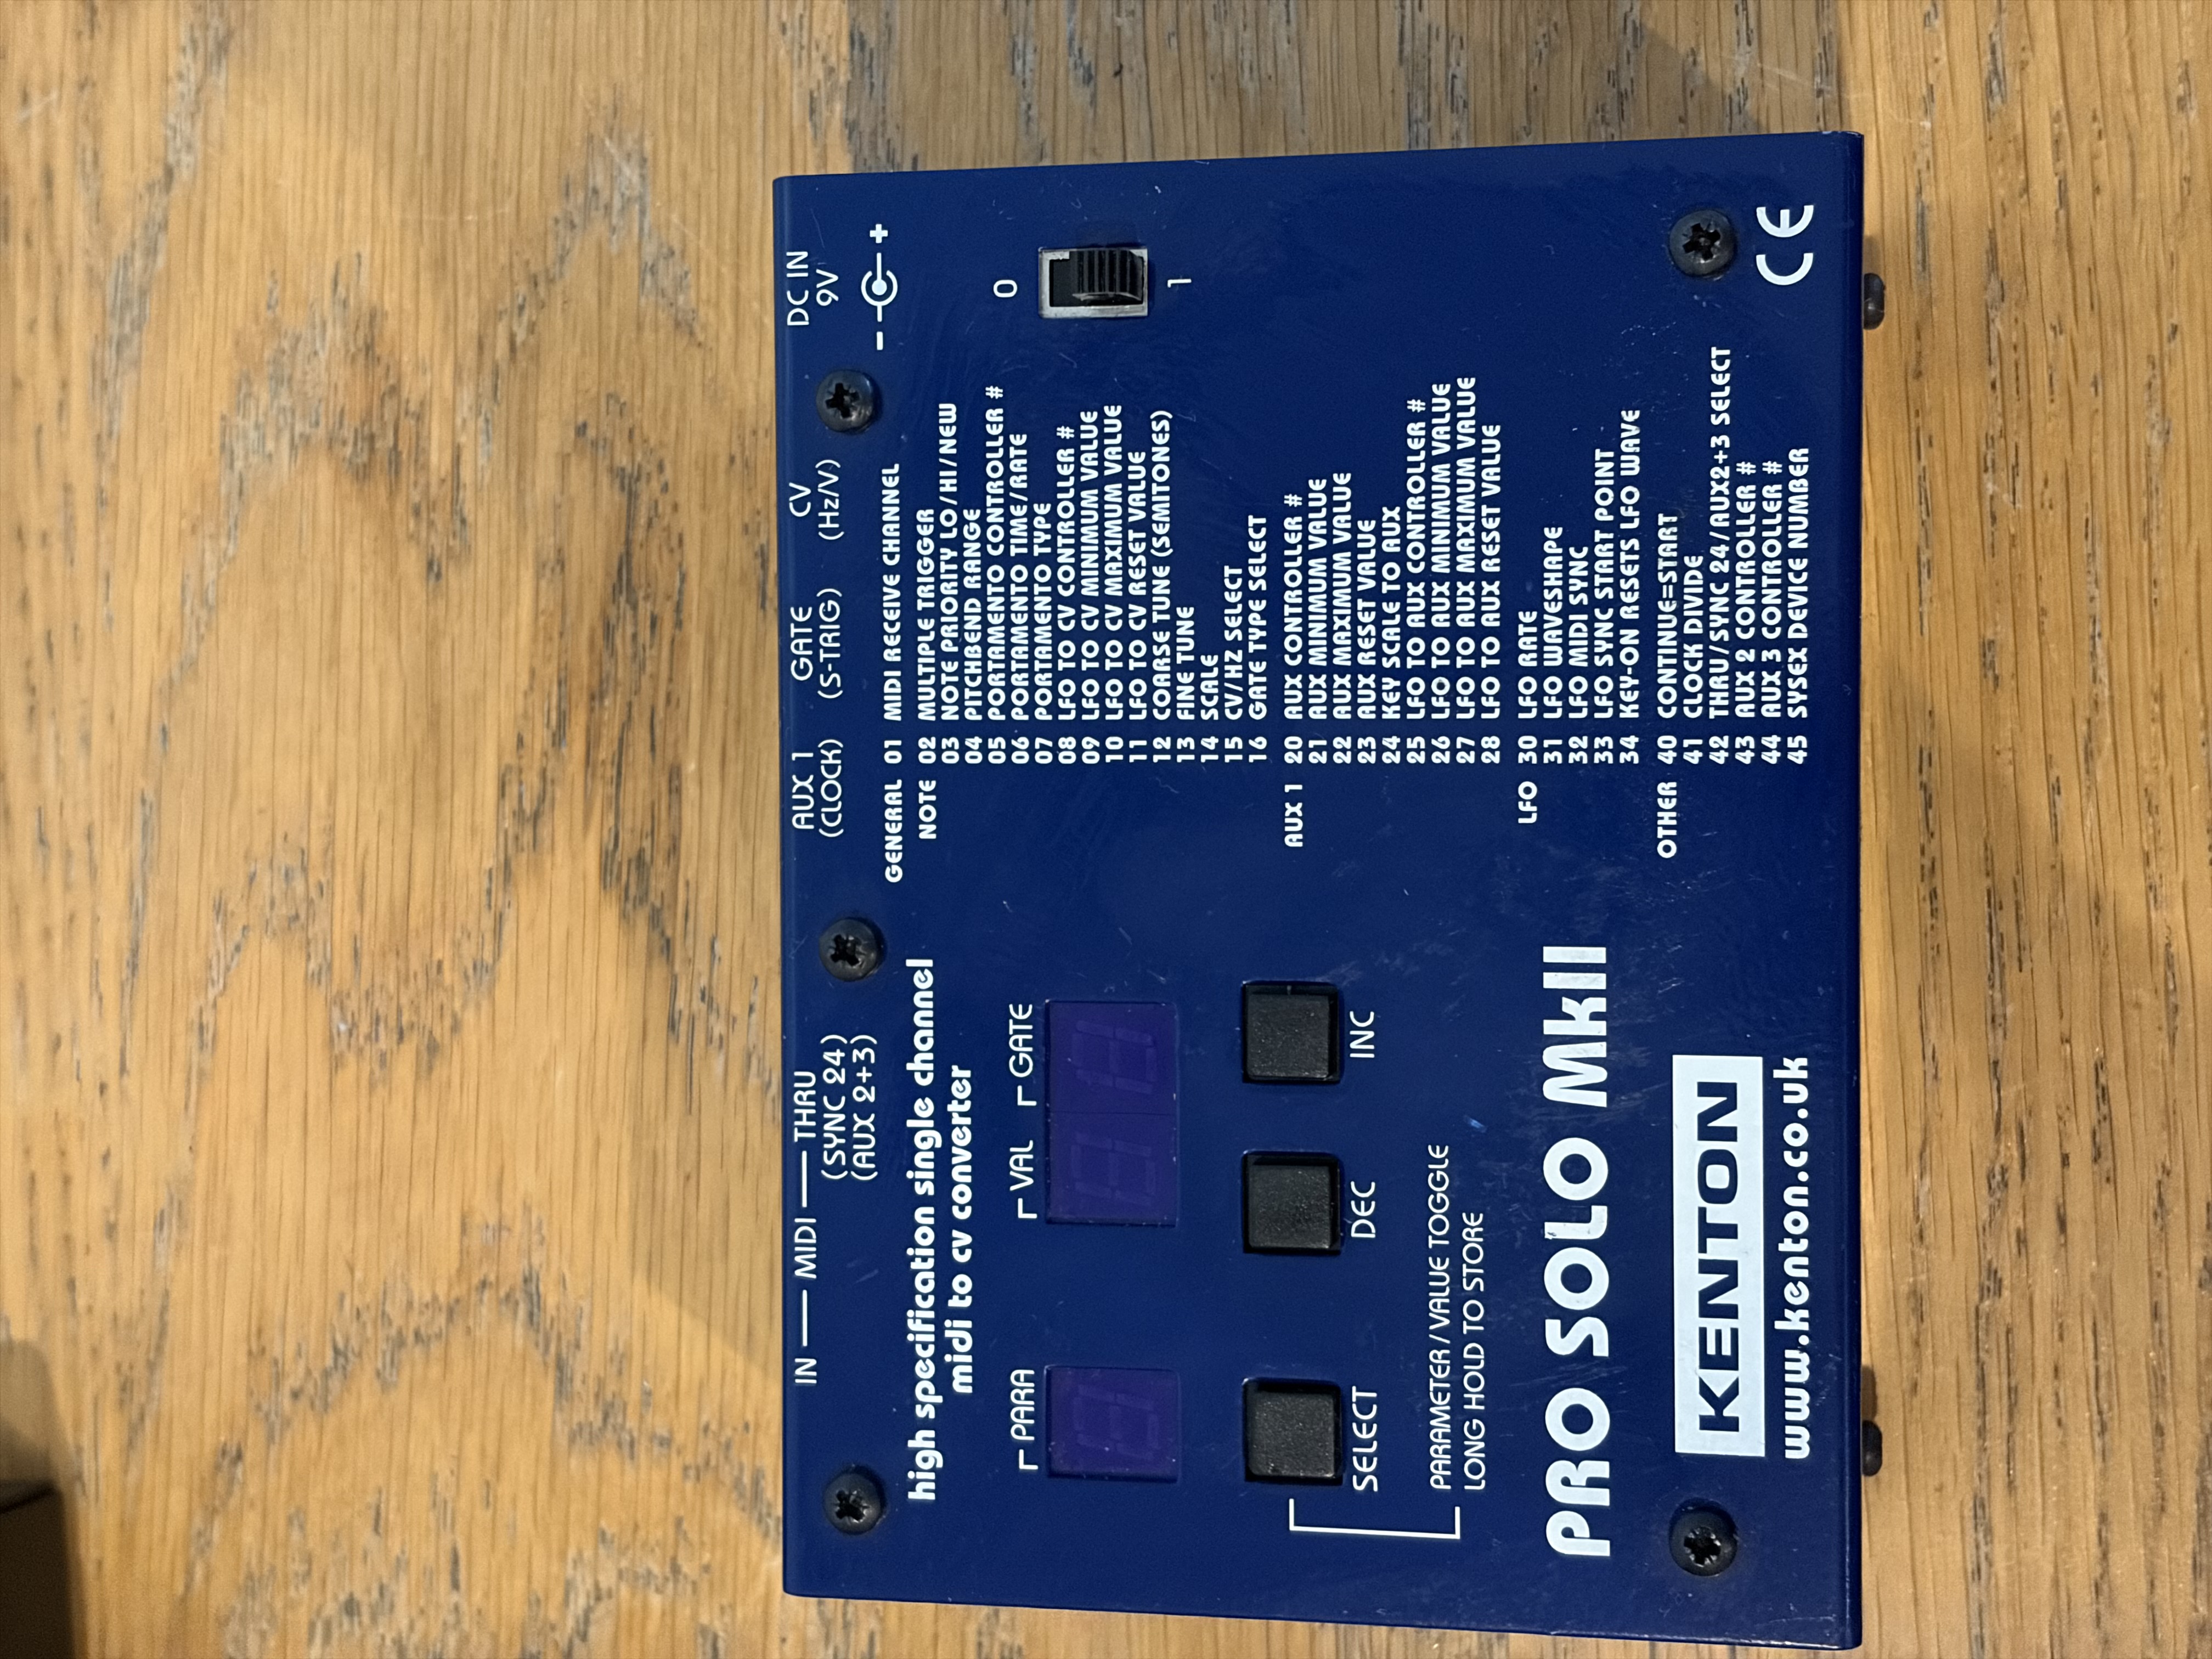 IN — MIDI — THRU
(SYNC 24)
(AUX 2+3)
AUX 1
(CLOCK)
GATE
(S-TRIG)
CV
(Hz/V)
DC IN
9V
- +
high specification single channel
midi to cv converter
PARA
VAL
GATE
SELECT
DEC
INC
PARAMETER / VALUE TOGGLE
LONG HOLD TO STORE
PRO SOLO MkII
KENTON
www.kenton.co.uk
GENERAL 01 MIDI RECEIVE CHANNEL
NOTE 02 MULTIPLE TRIGGER
03 NOTE PRIORITY LO/HI/NEW
04 PITCHBEND RANGE
05 PORTAMENTO CONTROLLER #
06 PORTAMENTO TIME/RATE
07 PORTAMENTO TYPE
08 LFO TO CV CONTROLLER #
09 LFO TO CV MINIMUM VALUE
10 LFO TO CV MAXIMUM VALUE
11 LFO TO CV RESET VALUE
12 COARSE TUNE (SEMITONES)
13 FINE TUNE
14 SCALE
15 CV/HZ SELECT
16 GATE TYPE SELECT
AUX 1 20 AUX CONTROLLER #
21 AUX MINIMUM VALUE
22 AUX MAXIMUM VALUE
23 AUX RESET VALUE
24 KEY SCALE TO AUX
25 LFO TO AUX CONTROLLER #
26 LFO TO AUX MINIMUM VALUE
27 LFO TO AUX MAXIMUM VALUE
28 LFO TO AUX RESET VALUE
LFO 30 LFO RATE
31 LFO WAVESHAPE
32 LFO MIDI SYNC
33 LFO SYNC START POINT
34 KEY-ON RESETS LFO WAVE
OTHER 40 CONTINUE=START
41 CLOCK DIVIDE
42 THRU/SYNC 24/AUX2+3 SELECT
43 AUX 2 CONTROLLER #
44 AUX 3 CONTROLLER #
45 SYSEX DEVICE NUMBER
0
1
CE